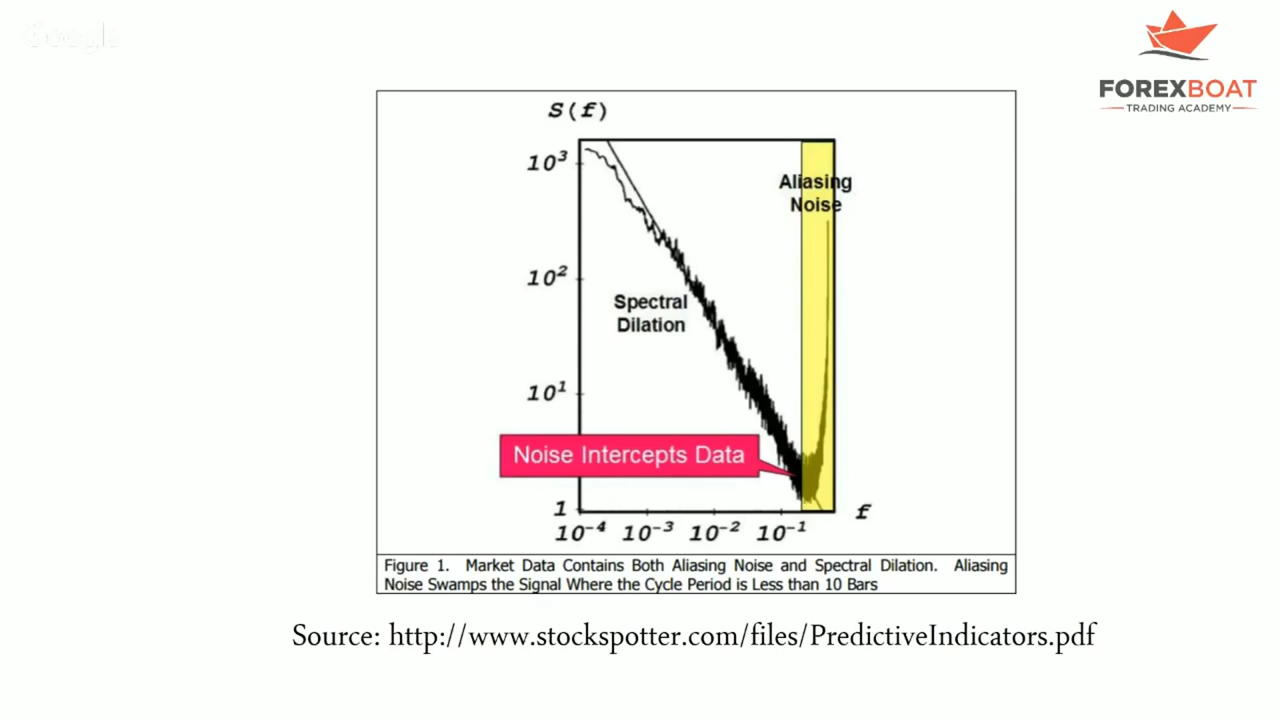 Google
FOREXBOAT
TRADING ACADEMY
S(f)
10³
Aliasing
Noise
10²
Spectral
Dilation
10¹
Noise Intercepts Data
1
f
10⁻⁴ 10⁻³ 10⁻² 10⁻¹
Figure 1. Market Data Contains Both Aliasing Noise and Spectral Dilation. Aliasing
Noise Swamps the Signal Where the Cycle Period is Less than 10 Bars
Source: http://www.stockspotter.com/files/PredictiveIndicators.pdf